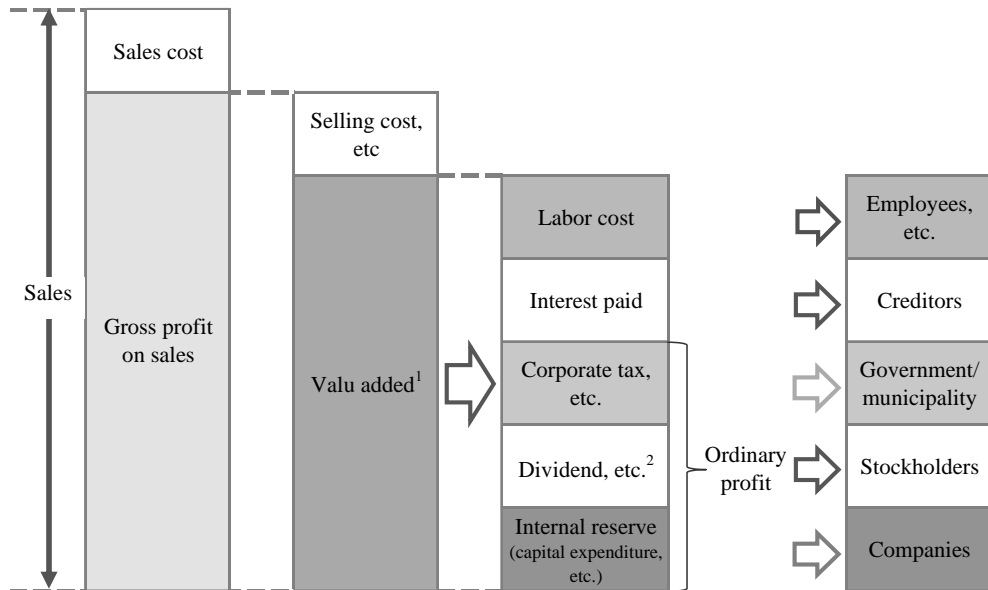 Sales
Sales cost
Gross profit
on sales
Selling cost,
etc
Valu added1
Labor cost
Interest paid
Corporate tax,
etc.
Dividend, etc.2
Internal reserve
(capital expenditure,
etc.)
Ordinary
profit
Employees,
etc.
Creditors
Government/
municipality
Stockholders
Companies